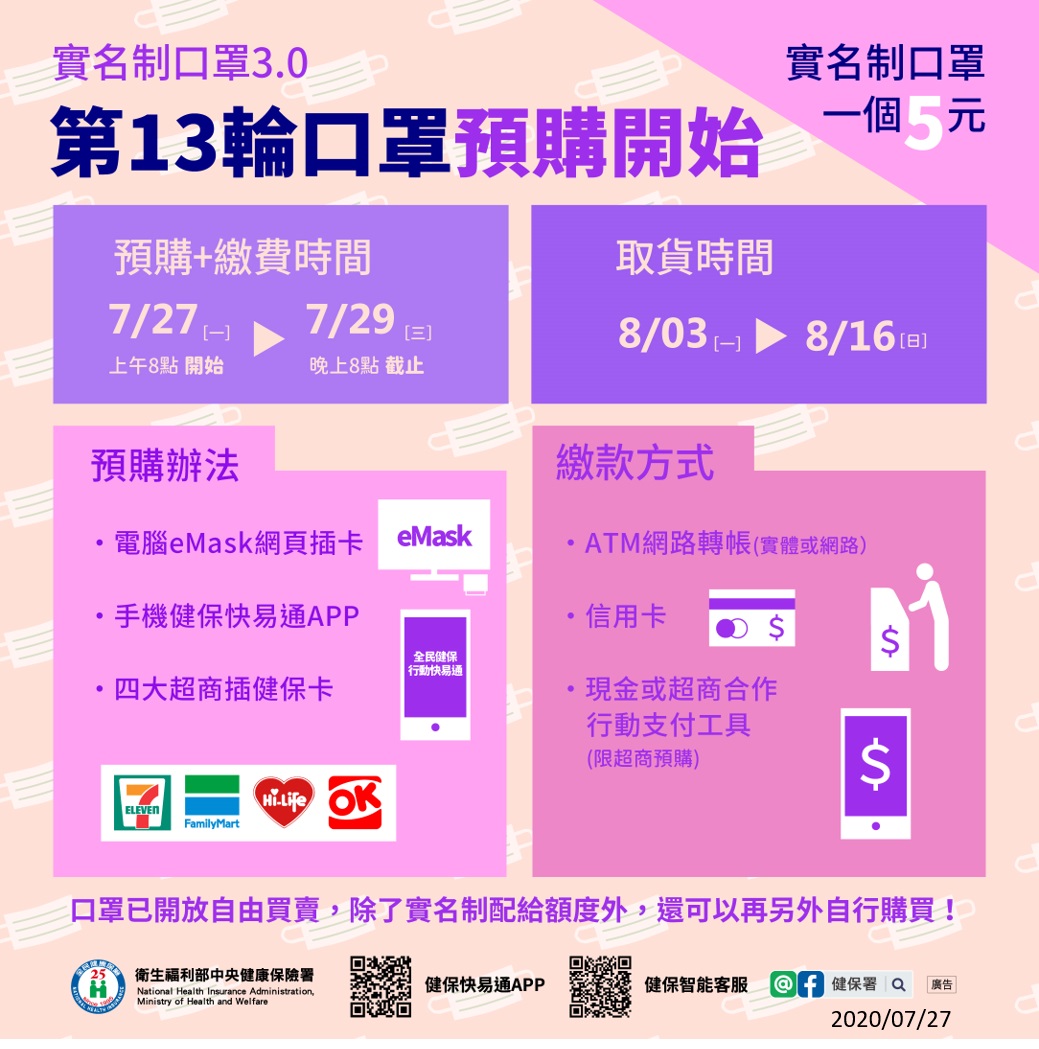 實名制口罩3.0
實名制口罩
一個5元
第13輪口罩預購開始
預購+繳費時間
7/27 [一]
上午8點 開始
7/29 [三]
晚上8點 截止
取貨時間
8/03 [一]
8/16 [日]
預購辦法
・電腦eMask網頁插卡
eMask
・手機健保快易通APP
全民健保
行動快易通
・四大超商插健保卡
7
ELEVEn
FamilyMart
Hi-Life
OK
繳款方式
・ATM網路轉帳(實體或網路)
・信用卡
$
$
・現金或超商合作
行動支付工具
(限超商預購)
$
口罩已開放自由買賣，除了實名制配給額度外，還可以再另外自行購買！
25
衛生福利部中央健康保險署
National Health Insurance Administration,
Ministry of Health and Welfare
健保快易通APP
健保智能客服
@ f 健保署
廣告
2020/07/27